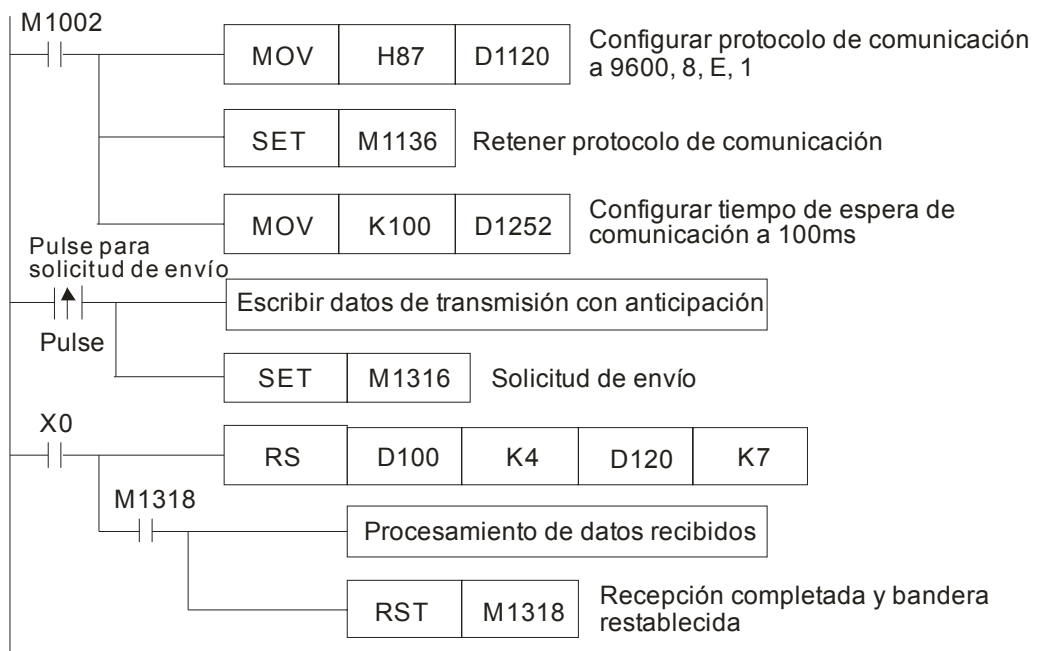 M1002
MOV H87 D1120
Configurar protocolo de comunicación
a 9600, 8, E, 1
SET M1136
Retener protocolo de comunicación
MOV K100 D1252
Configurar tiempo de espera de
comunicación a 100ms
Pulse para
solicitud de envío
Pulse
Escribir datos de transmisión con anticipación
SET M1316
Solicitud de envío
X0
RS D100 K4 D120 K7
M1318
Procesamiento de datos recibidos
RST M1318
Recepción completada y bandera
restablecida